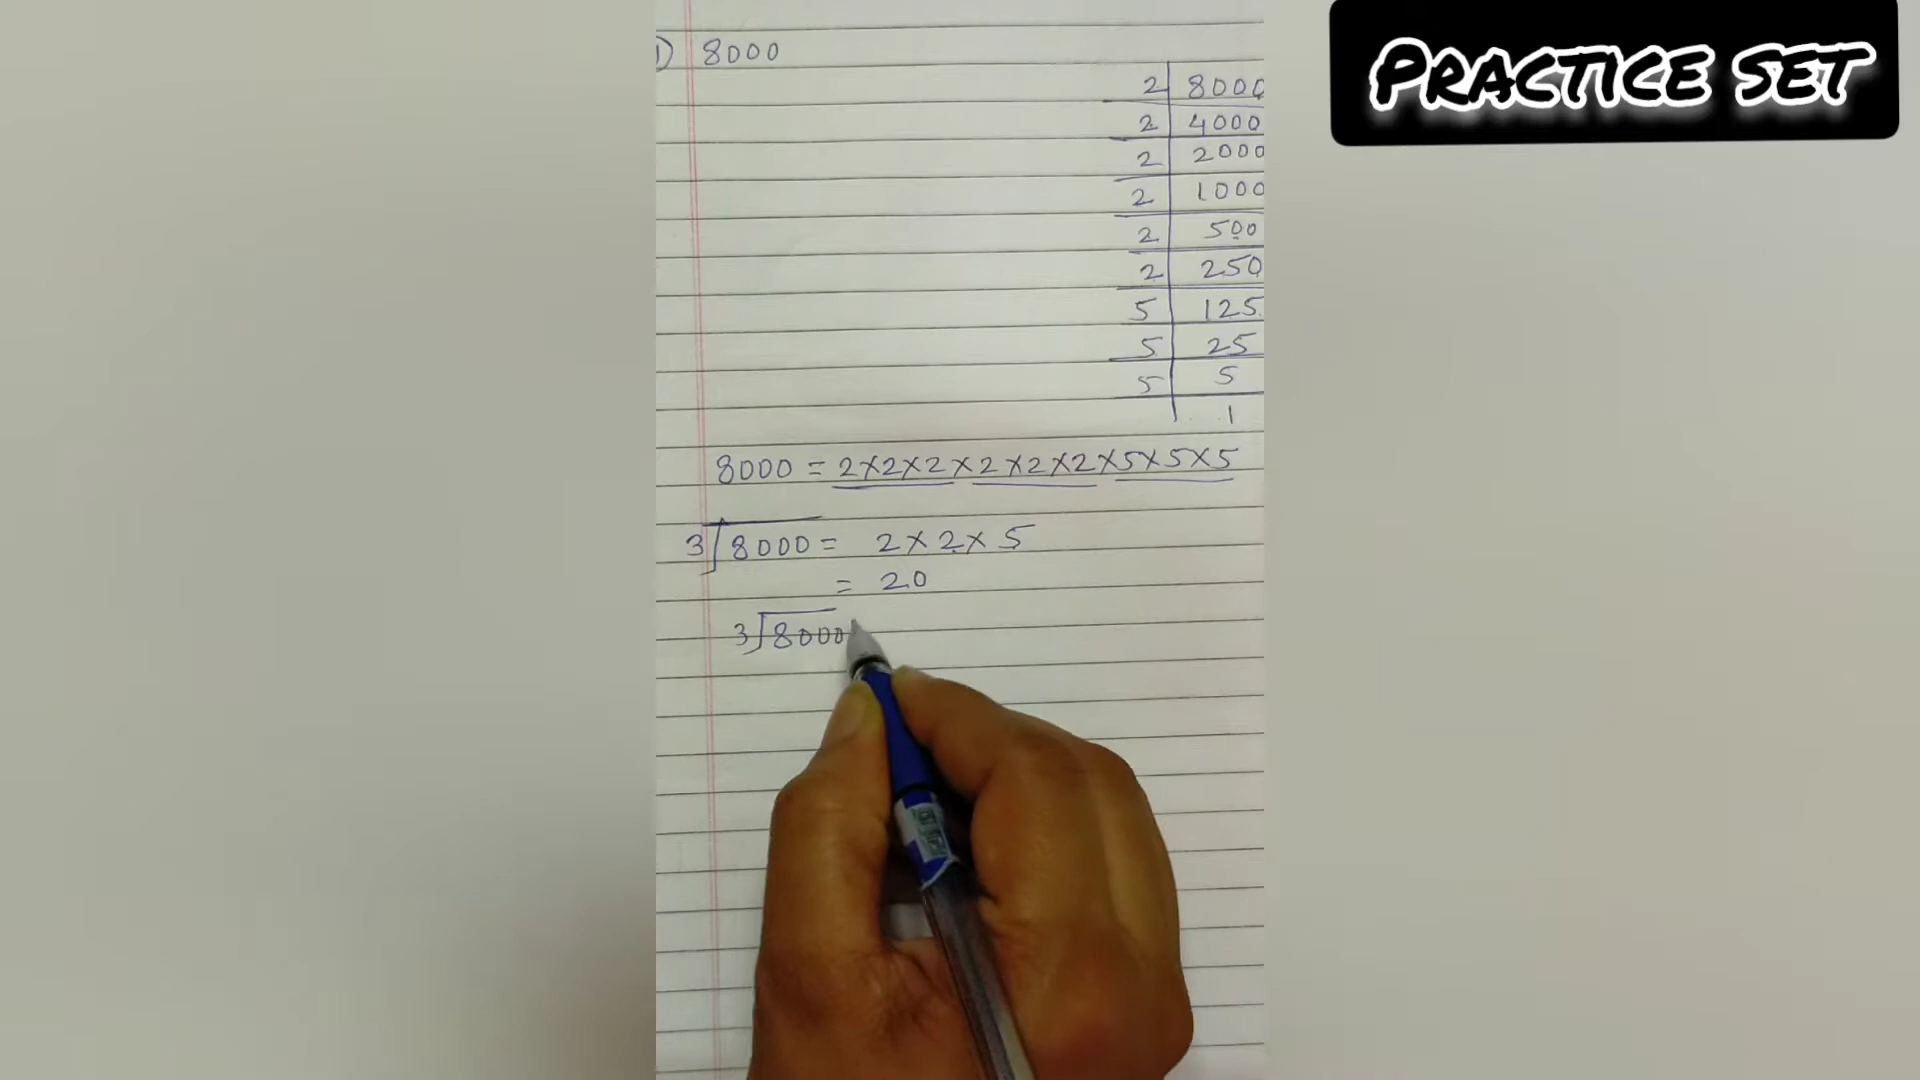 PRACTICE SET
1) 8000
2 | 8000
2 | 4000
2 | 2000
2 | 1000
2 | 500
2 | 250
5 | 125
5 | 25
5 | 5
1
8000 = 2×2×2×2×2×2×5×5×5
3√8000 = 2×2×5
= 20
3√8000